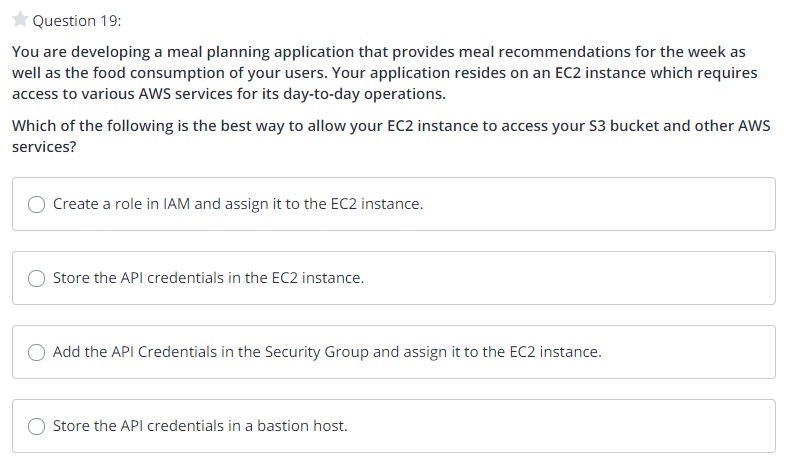 Question 19:
You are developing a meal planning application that provides meal recommendations for the week as
well as the food consumption of your users. Your application resides on an EC2 instance which requires
access to various AWS services for its day-to-day operations.
Which of the following is the best way to allow your EC2 instance to access your S3 bucket and other AWS
services?
Create a role in IAM and assign it to the EC2 instance.
Store the API credentials in the EC2 instance.
Add the API Credentials in the Security Group and assign it to the EC2 instance.
Store the API credentials in a bastion host.